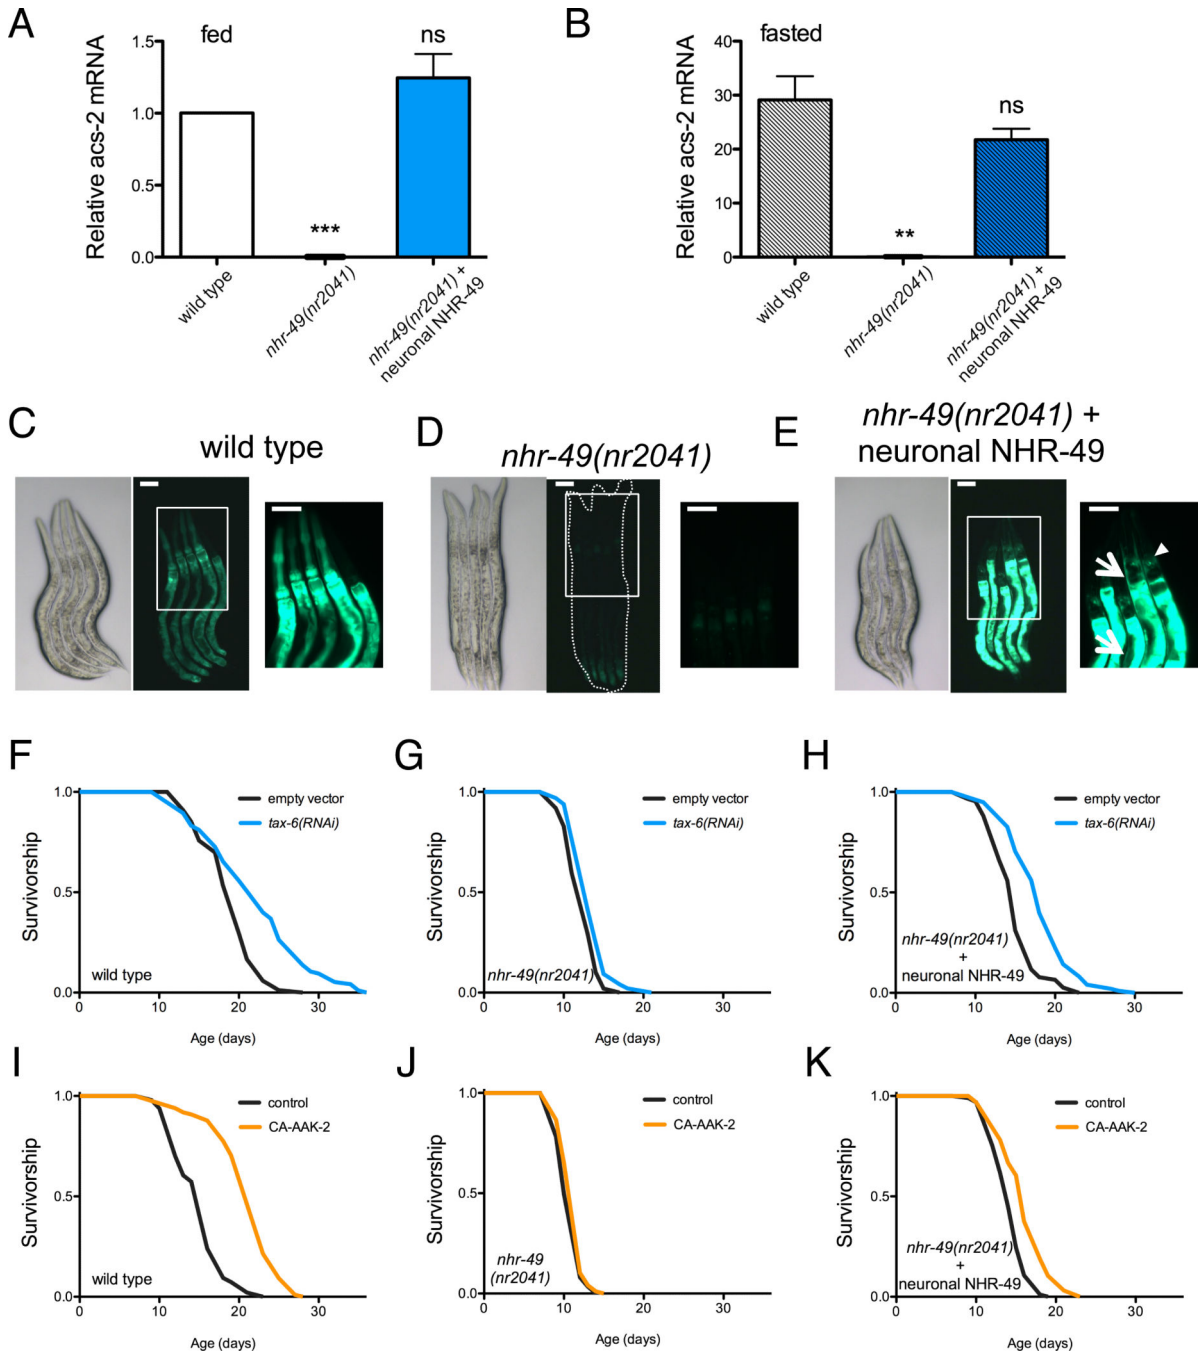 A
fed
ns
Relative acs-2 mRNA
1.5
1.0
0.5
0.0
***
wild type
nhr-49(nr2041)
nhr-49(nr2041) +
neuronal NHR-49
B
fasted
ns
Relative acs-2 mRNA
40
30
20
10
0
**
wild type
nhr-49(nr2041)
nhr-49(nr2041) +
neuronal NHR-49
C
wild type
D
nhr-49(nr2041)
E
nhr-49(nr2041) +
neuronal NHR-49
F
Survivorship
1.0
0.5
0.0
empty vector
tax-6(RNAi)
wild type
0
10
20
30
Age (days)
G
Survivorship
1.0
0.5
0.0
empty vector
tax-6(RNAi)
nhr-49(nr2041)
0
10
20
30
Age (days)
H
Survivorship
1.0
0.5
0.0
empty vector
tax-6(RNAi)
nhr-49(nr2041)
+
neuronal NHR-49
0
10
20
30
Age (days)
I
Survivorship
1.0
0.5
0.0
control
CA-AAK-2
wild type
0
10
20
30
Age (days)
J
Survivorship
1.0
0.5
0.0
control
CA-AAK-2
nhr-49
(nr2041)
0
10
20
30
Age (days)
K
Survivorship
1.0
0.5
0.0
control
CA-AAK-2
nhr-49(nr2041)
+
neuronal NHR-49
0
10
20
30
Age (days)